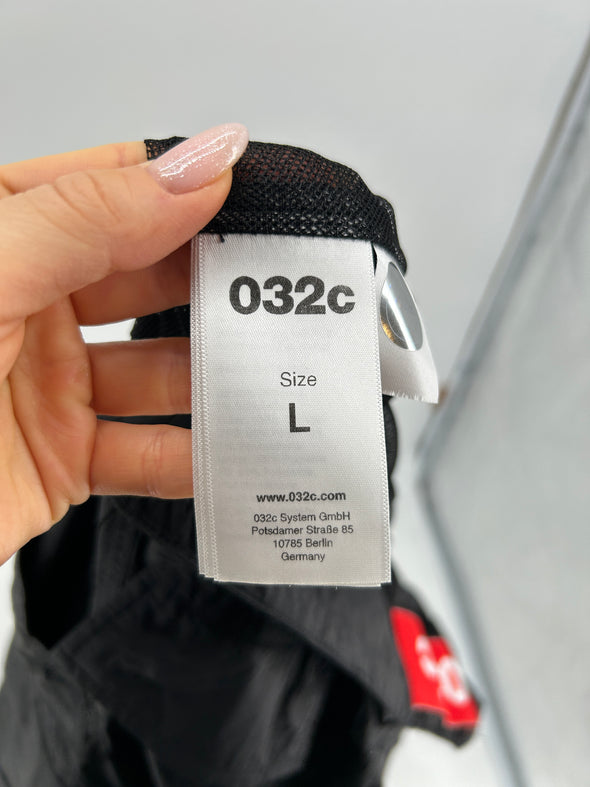 032c
Size
L
www.032c.com
032c System GmbH
Potsdamer Straße 85
10785 Berlin
Germany